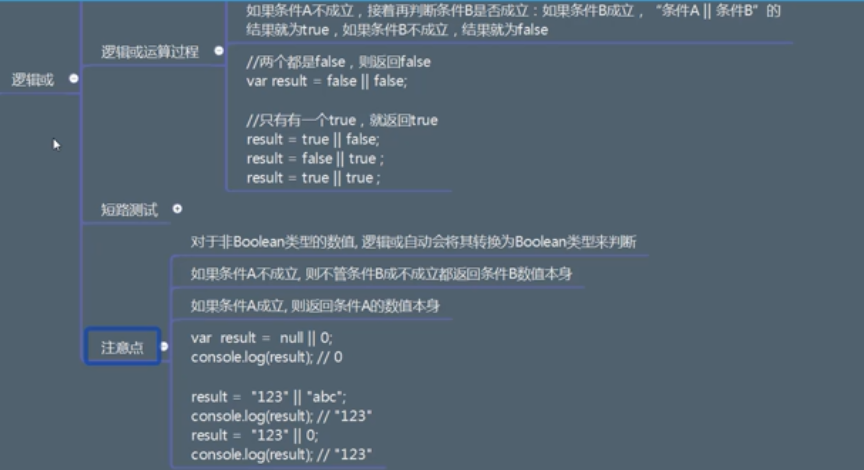 如果条件A不成立，接着再判断条件B是否成立：如果条件B成立，“条件A || 条件B”的
结果就为true，如果条件B不成立，结果就为false
逻辑或运算过程
//两个都是false，则返回false
var result = false || false;
//只有有一个true，就返回true
result = true || false;
result = false || true ;
result = true || true ;
逻辑或
短路测试
对于非Boolean类型的数值, 逻辑或自动会将其转换为Boolean类型来判断
如果条件A不成立, 则不管条件B成不成立都返回条件B数值本身
如果条件A成立, 则返回条件A的数值本身
注意点
var result = null || 0;
console.log(result); // 0
result = "123" || "abc";
console.log(result); // "123"
result = "123" || 0;
console.log(result); // "123"